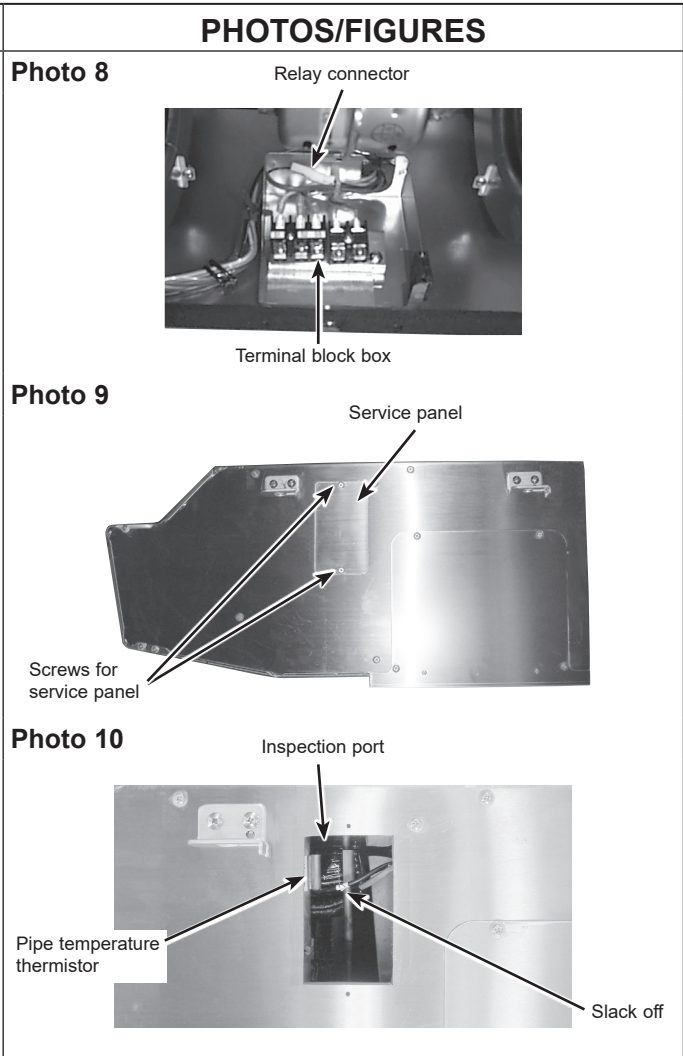 PHOTOS/FIGURES
Photo 8
Relay connector
Terminal block box
Photo 9
Service panel
Screws for
service panel
Photo 10
Inspection port
Pipe temperature
thermistor
Slack off